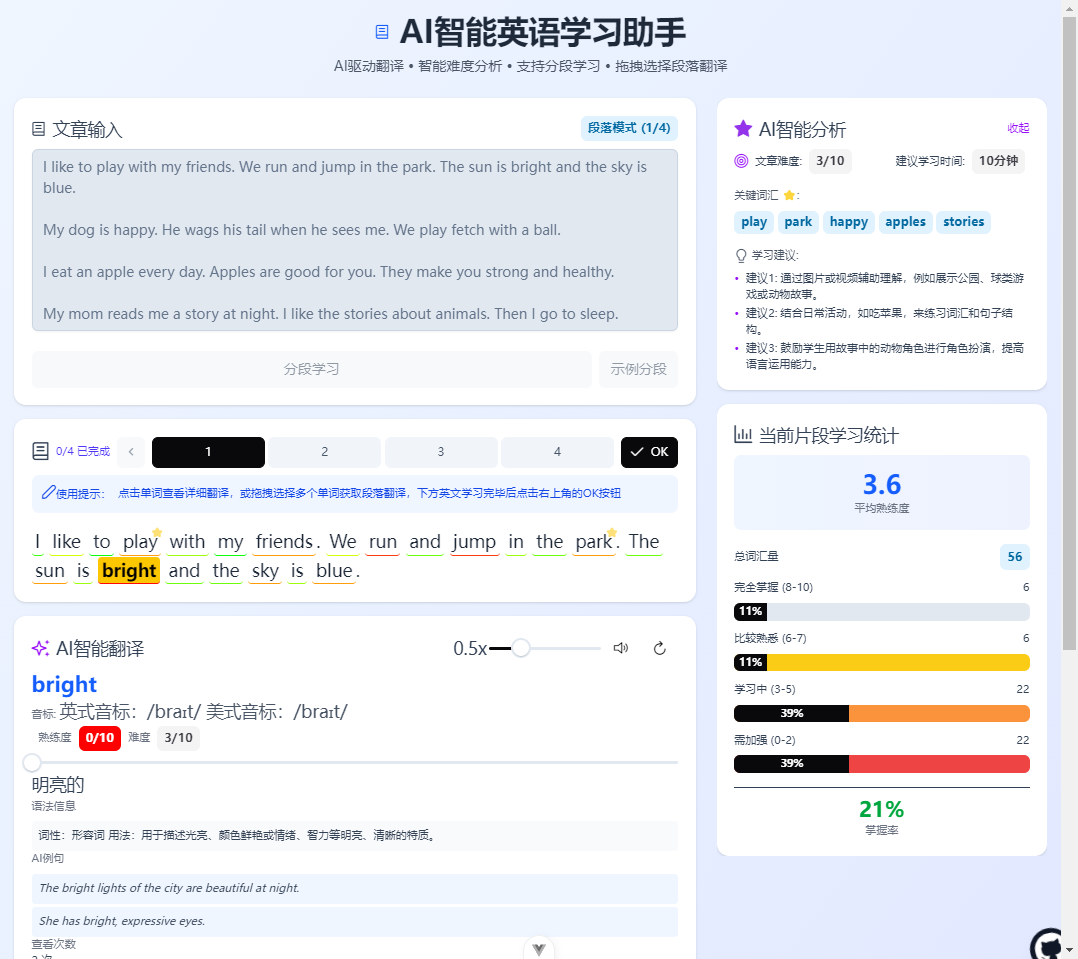 AI智能英语学习助手
AI驱动翻译 • 智能难度分析 • 支持分段学习 • 拖拽选择段落翻译
文章输入
段落模式 (1/4)
I like to play with my friends. We run and jump in the park. The sun is bright and the sky is
blue.
My dog is happy. He wags his tail when he sees me. We play fetch with a ball.
I eat an apple every day. Apples are good for you. They make you strong and healthy.
My mom reads me a story at night. I like the stories about animals. Then I go to sleep.
分段学习
示例分段
0/4 已完成
1
2
3
4
OK
使用提示： 点击单词查看详细翻译，或拖拽选择多个单词获取段落翻译，下方英文学习完毕后点击右上角的OK按钮
I like to play with my friends. We run and jump in the park. The
sun is bright and the sky is blue.
AI智能翻译
0.5x
bright
音标: 英式音标：/braɪt/ 美式音标：/braɪt/
熟练度 0/10 难度 3/10
明亮的
语法信息
词性：形容词 用法：用于描述光亮、颜色鲜艳或情绪、智力等明亮、清晰的特质。
AI例句
The bright lights of the city are beautiful at night.
She has bright, expressive eyes.
查看次数
AI智能分析
收起
文章难度: 3/10
建议学习时间: 10分钟
关键词汇 ⭐:
play park happy apples stories
学习建议:
• 建议1: 通过图片或视频辅助理解，例如展示公园、球类游
戏或动物故事。
• 建议2: 结合日常活动，如吃苹果，来练习词汇和句子结
构。
• 建议3: 鼓励学生用故事中的动物角色进行角色扮演，提高
语言运用能力。
当前片段学习统计
3.6
平均熟练度
总词汇量 56
完全掌握 (8-10) 6
11%
比较熟悉 (6-7) 6
11%
学习中 (3-5) 22
39%
需加强 (0-2) 22
39%
21%
掌握率